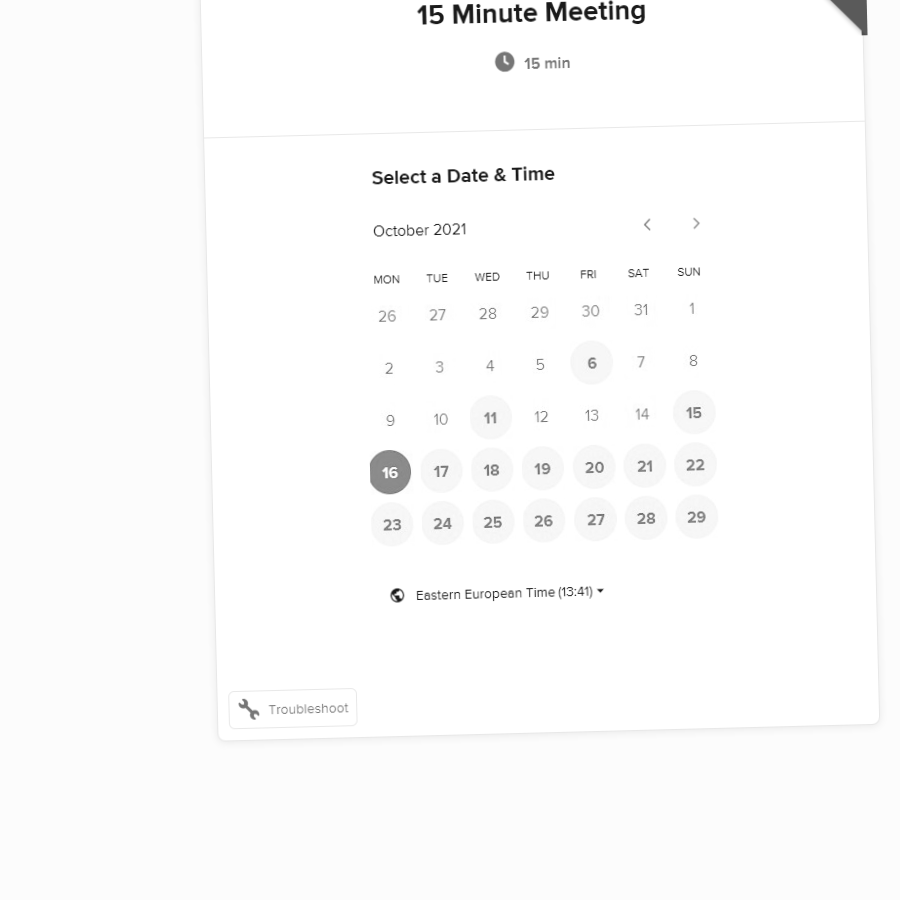 15 Minute Meeting
15 min
Select a Date & Time
October 2021
MON TUE WED THU FRI SAT SUN
26 27 28 29 30 31 1
2 3 4 5 6 7 8
9 10 11 12 13 14 15
16 17 18 19 20 21 22
23 24 25 26 27 28 29
Eastern European Time (13:41)
Troubleshoot